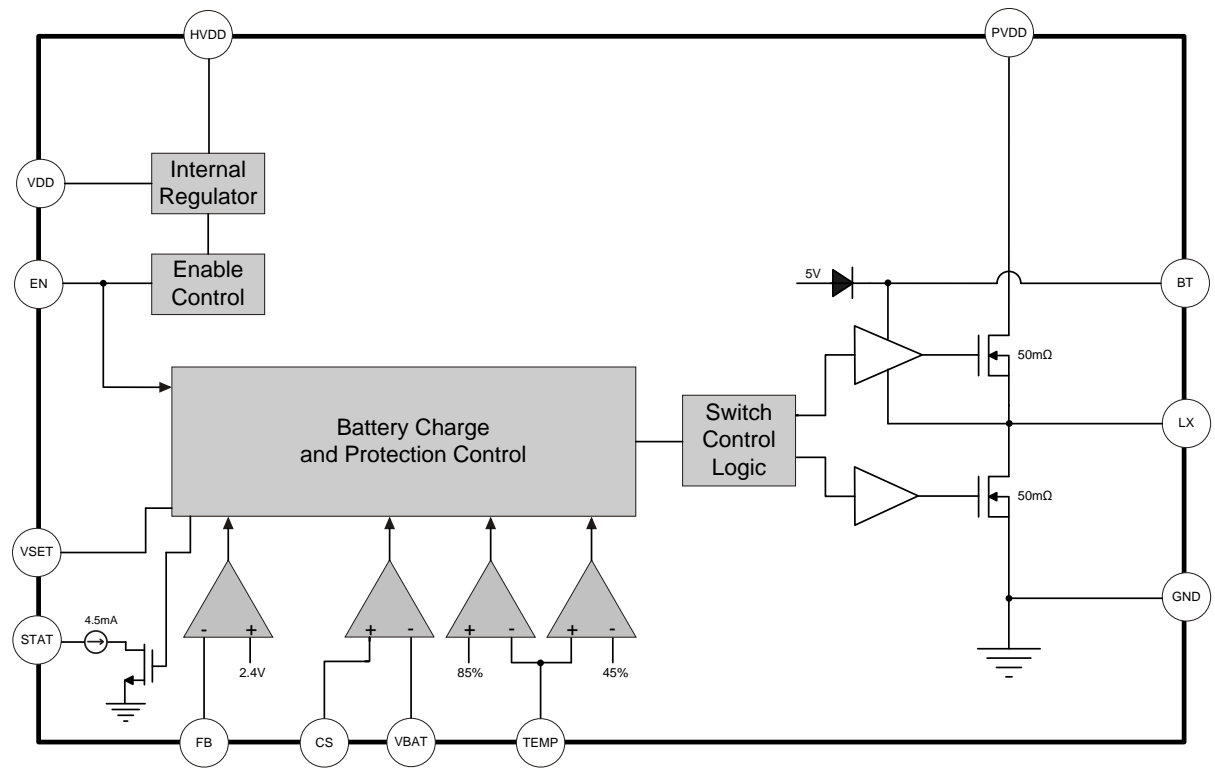 HVDD
PVDD
Internal
Regulator
VDD
Enable
Control
EN
5V
BT
50mΩ
Battery Charge
and Protection Control
Switch
Control
Logic
LX
50mΩ
VSET
GND
STAT
4.5mA
- +
+ -
+ -
+ -
2.4V
85%
45%
FB
CS
VBAT
TEMP